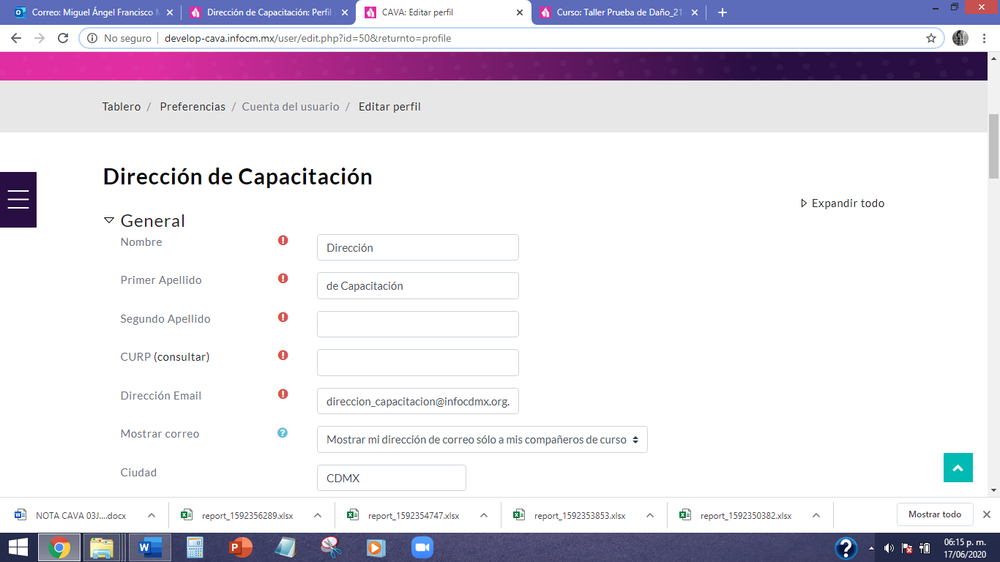 Correo: Miguel Ángel Francisco
Dirección de Capacitación: Perfil
CAVA: Editar perfil
Curso: Taller Prueba de Daño_21
No seguro
develop-cava.infocm.mx/user/edit.php?id=50&returnto=profile
Tablero / Preferencias / Cuenta del usuario / Editar perfil
Dirección de Capacitación
Expandir todo
General
Nombre
Dirección
Primer Apellido
de Capacitación
Segundo Apellido
CURP (consultar)
Dirección Email
direccion_capacitacion@infocdmx.org.
Mostrar correo
Mostrar mi dirección de correo sólo a mis compañeros de curso
Ciudad
CDMX
NOTA CAVA 03J....docx
report_1592356289.xlsx
report_1592354747.xlsx
report_1592353853.xlsx
report_1592350382.xlsx
Mostrar todo
06:15 p. m.
17/06/2020